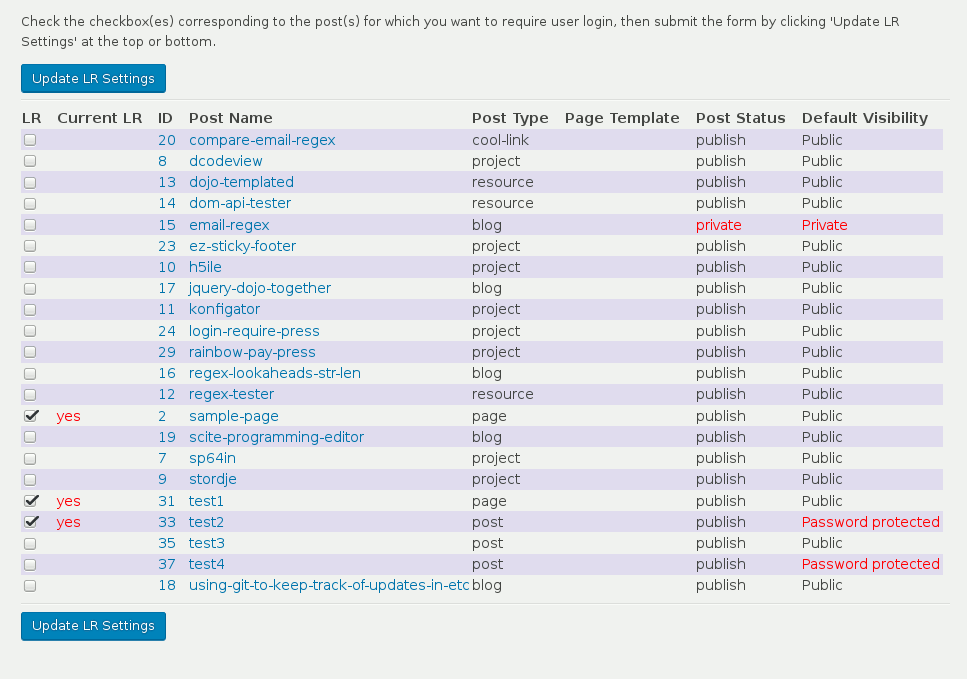 Check the checkbox(es) corresponding to the post(s) for which you want to require user login, then submit the form by clicking 'Update LR
Settings' at the top or bottom.
Update LR Settings
LR Current LR ID Post Name Post Type Page Template Post Status Default Visibility
20 compare-email-regex cool-link publish Public
8 dcodeview project publish Public
13 dojo-templated resource publish Public
14 dom-api-tester resource publish Public
15 email-regex blog private Private
23 ez-sticky-footer project publish Public
10 h5ile project publish Public
17 jquery-dojo-together blog publish Public
11 konfigator project publish Public
24 login-require-press project publish Public
29 rainbow-pay-press project publish Public
16 regex-lookaheads-str-len blog publish Public
12 regex-tester resource publish Public
yes 2 sample-page page publish Public
19 scite-programming-editor blog publish Public
7 sp64in project publish Public
9 stordje project publish Public
yes 31 test1 page publish Public
yes 33 test2 post publish Password protected
35 test3 post publish Public
37 test4 post publish Password protected
18 using-git-to-keep-track-of-updates-in-etc blog publish Public
Update LR Settings